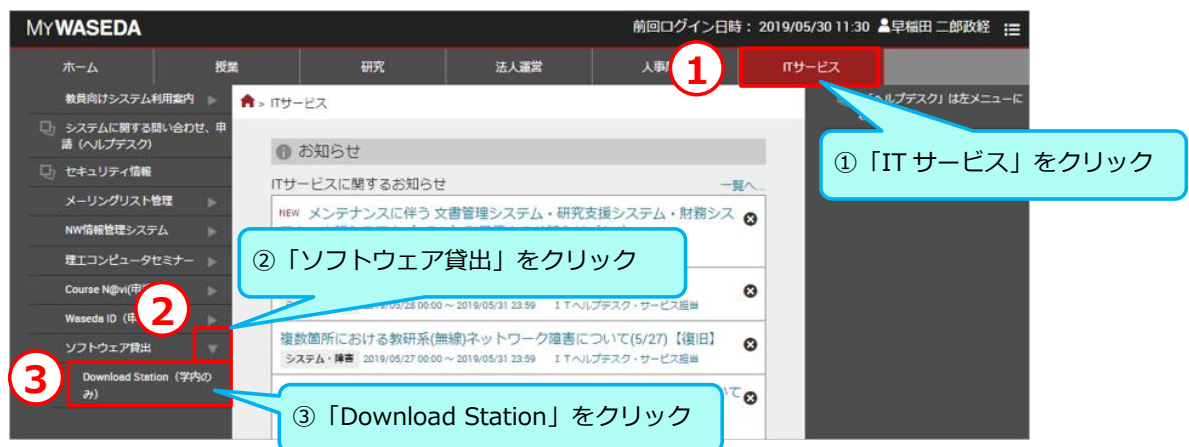 MYWASEDA
前回ログイン日時: 2019/05/30 11:30 早稲田 二郎政経
ホーム 授業 研究 法人運営 人事 ITサービス
1
教員向けシステム利用案内
システムに関する問い合わせ、申
請（ヘルプデスク）
セキュリティ情報
メーリングリスト管理
NW情報管理システム
理工コンピュータセミナー
Course N@vi(申
Waseda ID（申
2
ソフトウェア貸出
3
Download Station（学内の
み）
> ITサービス
お知らせ
ITサービスに関するお知らせ 一覧へ...
NEW メンテナンスに伴う 文書管理システム・研究支援システム・財務シス
2019/05/28 00:00 ～ 2019/05/31 23:59 ＩＴヘルプデスク・サービス担当
複数箇所における教研系(無線)ネットワーク障害について(5/27)【復旧】
システム・障害 2019/05/27 00:00 ～ 2019/05/31 23:59 ＩＴヘルプデスク・サービス担当
いて
ヘルプデスク」は左メニューに
①「IT サービス」をクリック
②「ソフトウェア貸出」をクリック
③「Download Station」をクリック